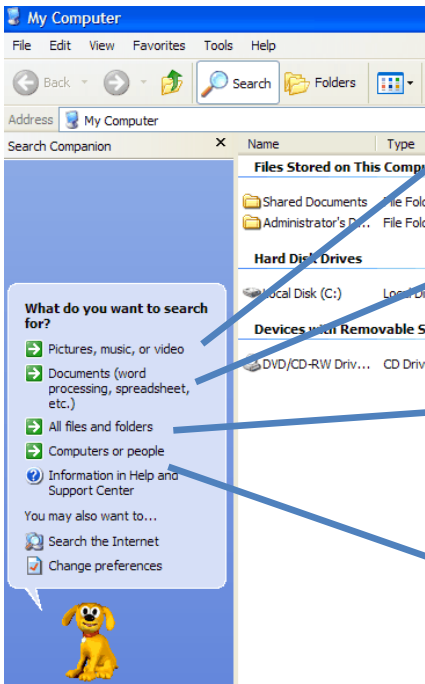 My Computer
File Edit View Favorites Tools Help
Back Search Folders
Address My Computer
Search Companion x Name Type
Files Stored on This Comp
Shared Documents File Fold
Administrator's File Fold
Hard Disk Drives
Local Disk (C:) Local Di
Devices with Removable S
DVD/CD-RW Driv... CD Driv
What do you want to search
for?
Pictures, music, or video
Documents (word
processing, spreadsheet,
etc.)
All files and folders
Computers or people
Information in Help and
Support Center
You may also want to...
Search the Internet
Change preferences